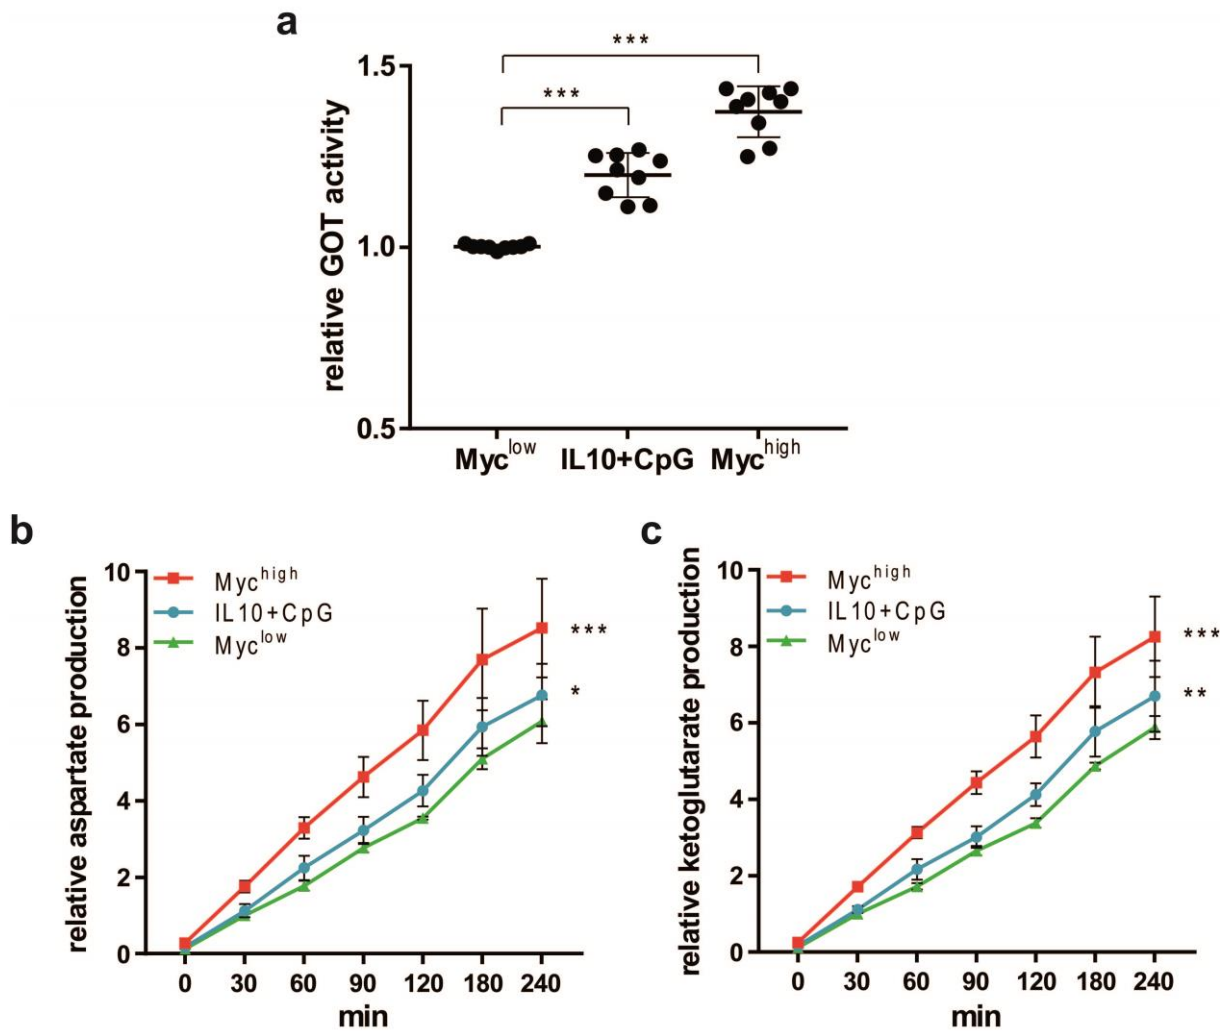 a
***
***
1.5
1.0
0.5
relative GOT activity
Myc^low IL10+CpG Myc^high
b
10
8
6
4
2
0
relative aspartate production
Myc^high
IL10+CpG
Myc^low
***
*
0 30 60 90 120 180 240
min
c
10
8
6
4
2
0
relative ketoglutarate production
Myc^high
IL10+CpG
Myc^low
***
**
0 30 60 90 120 180 240
min